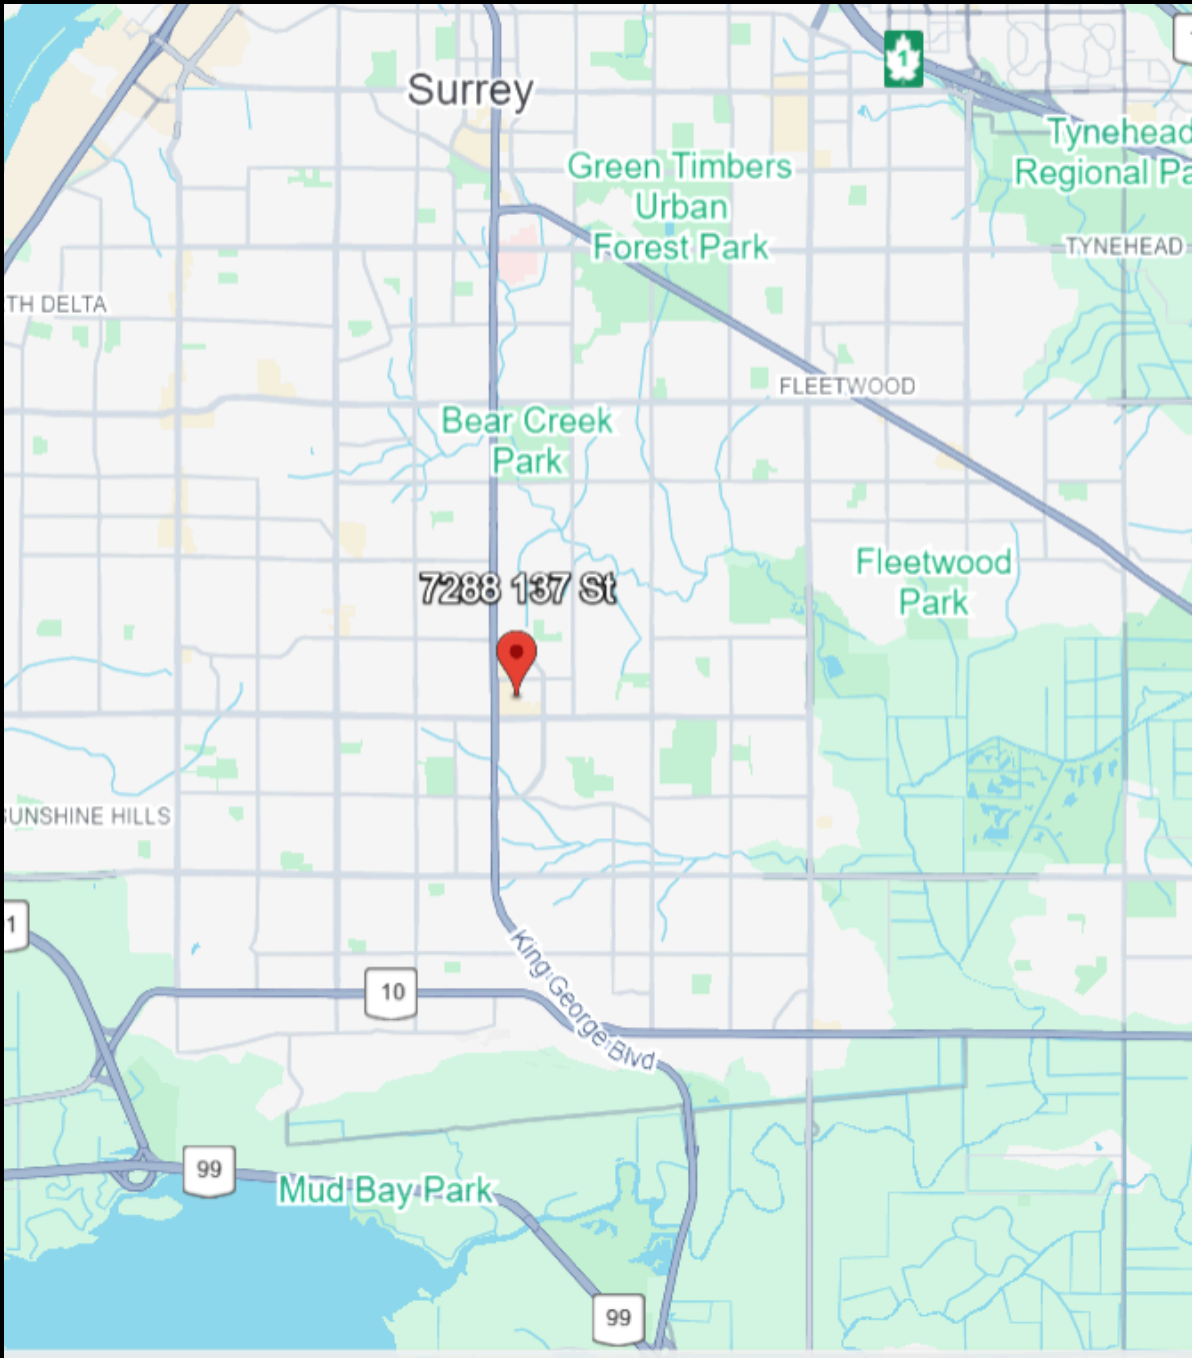 1
Surrey
Tynehead
Green Timbers
Urban
Forest Park
Regional Pa
TYNEHEAD
TH DELTA
FLEETWOOD
Bear Creek
Park
Fleetwood
Park
7288 137 St
SUNSHINE HILLS
1
King George Blvd
10
99
Mud Bay Park
99